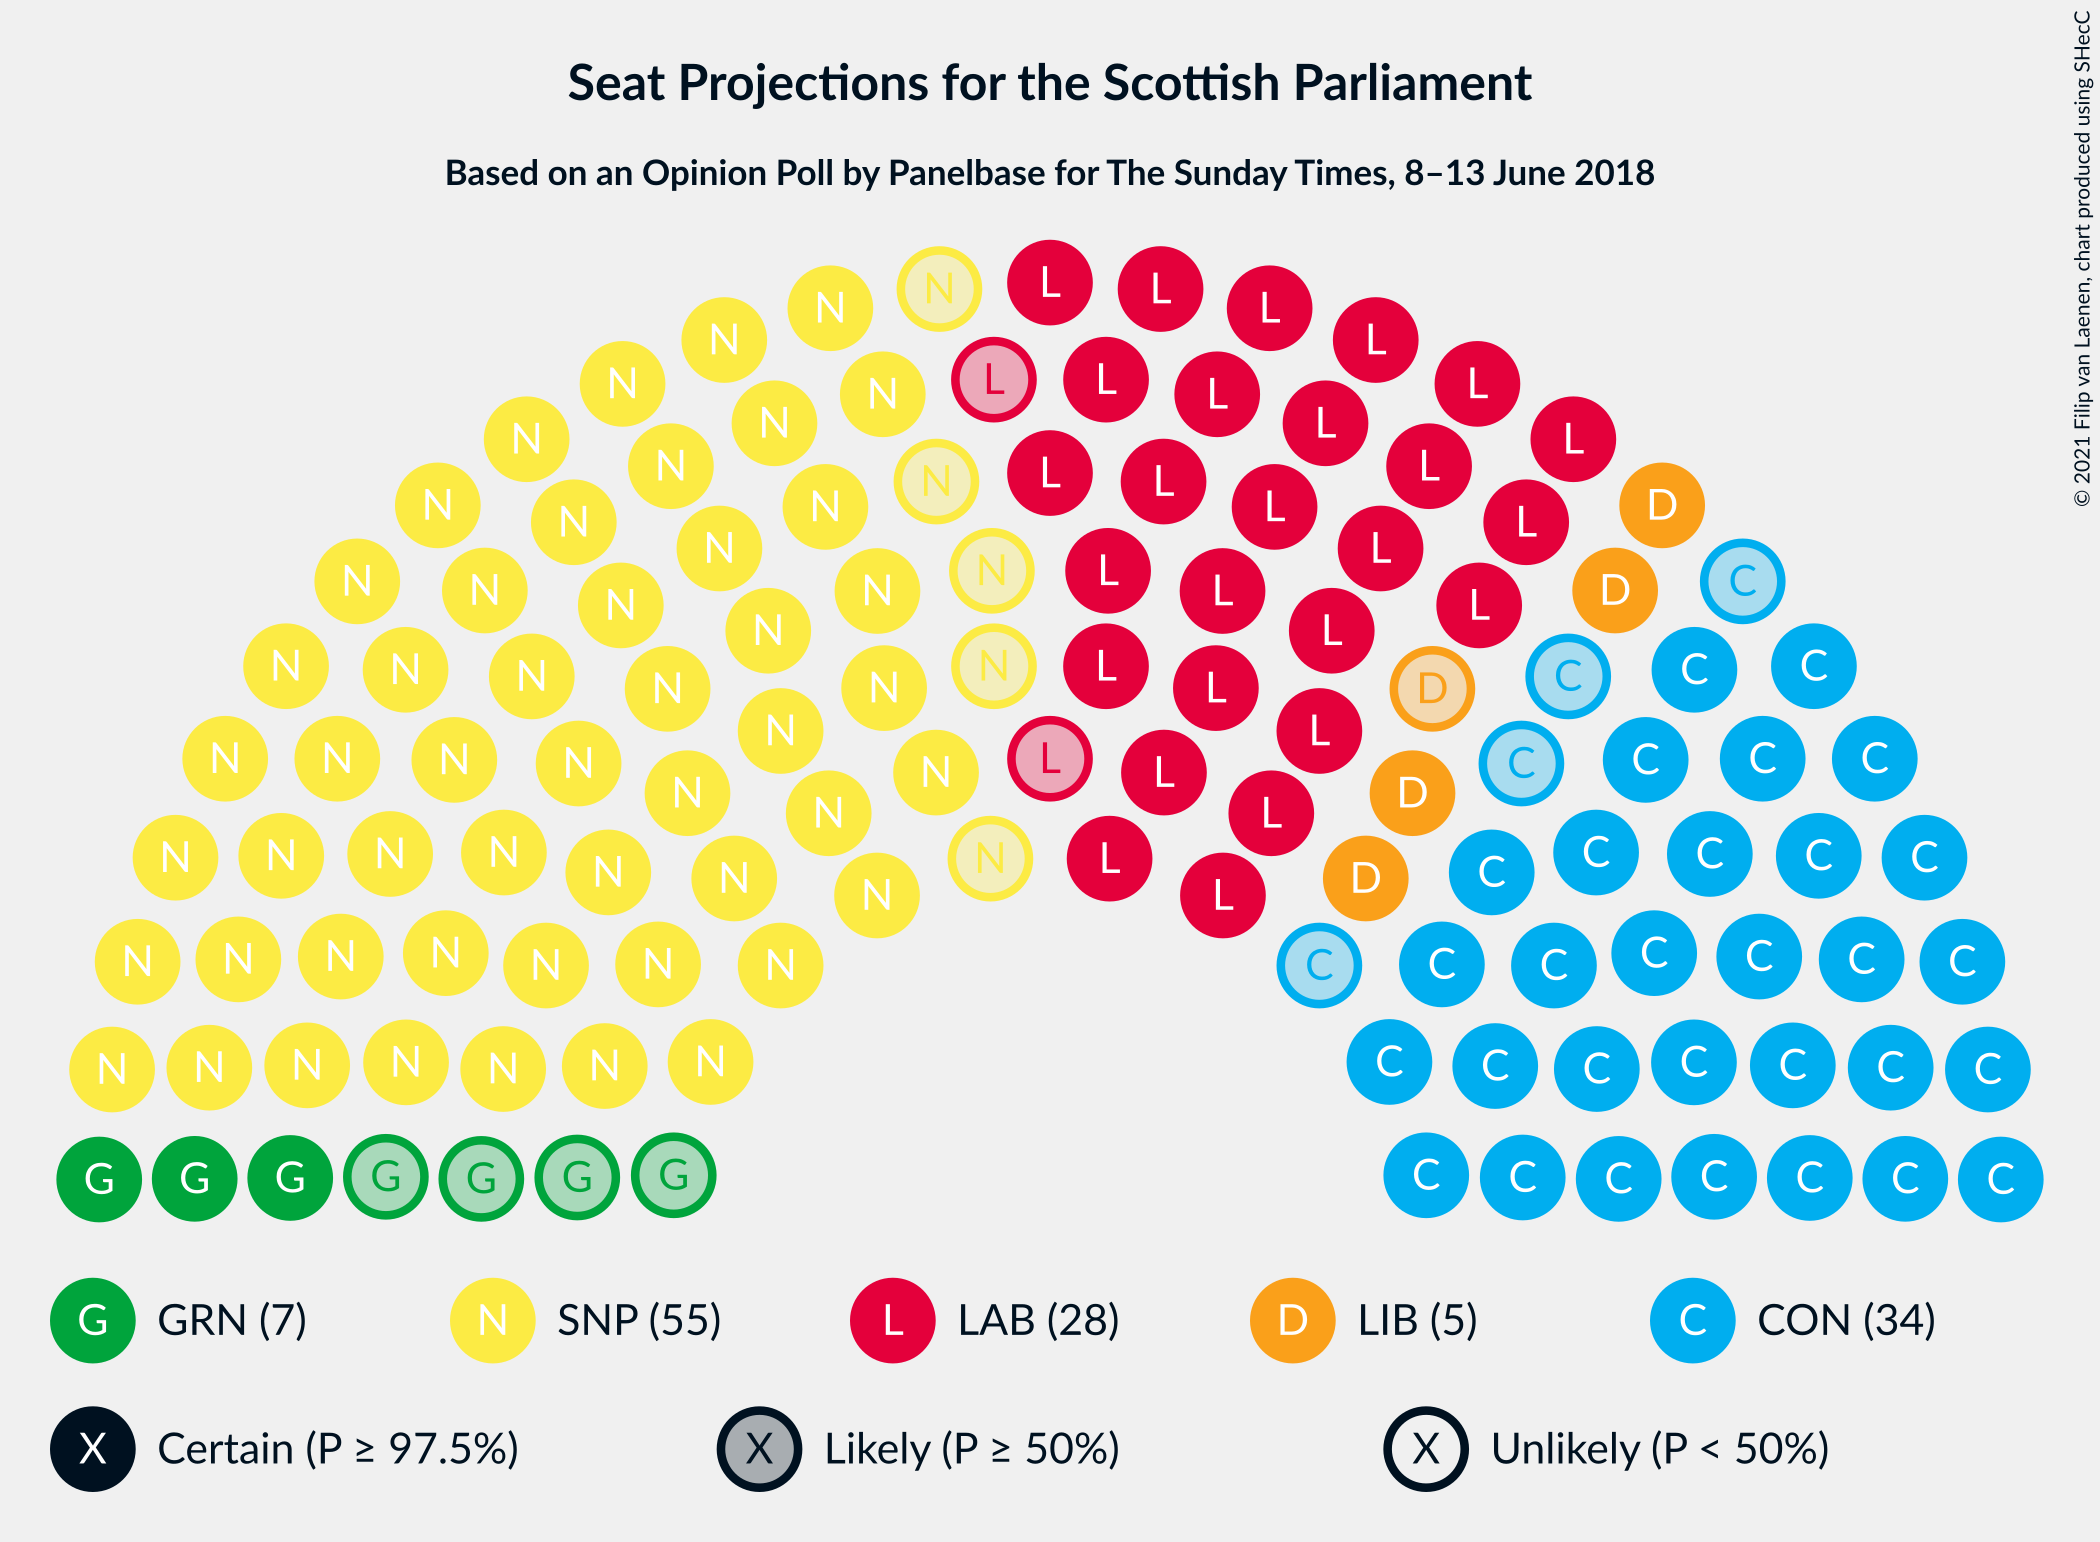 Seat Projections for the Scottish Parliament
Based on an Opinion Poll by Panelbase for The Sunday Times, 8–13 June 2018
© 2021 Filip van Laenen, chart produced using SHecC
N L L L
N L
N L
N L L L N L
N L
N L
N N L L L N L
N L
N L
N D
N L
N L
N N L C
N L D
N L
N N L L
N N L D C C C
N N L
N N L
N N N N L L D C C C C
N L
N N N N L C C C C C
N N D
N N L
N N N N N N N C C C C C C C
N N N N N N N C C C C C C C
G G G G G G G C C C C C C C
G GRN (7) N SNP (55) L LAB (28) D LIB (5) C CON (34)
X Certain (P ≥ 97.5%) X Likely (P ≥ 50%) X Unlikely (P < 50%)